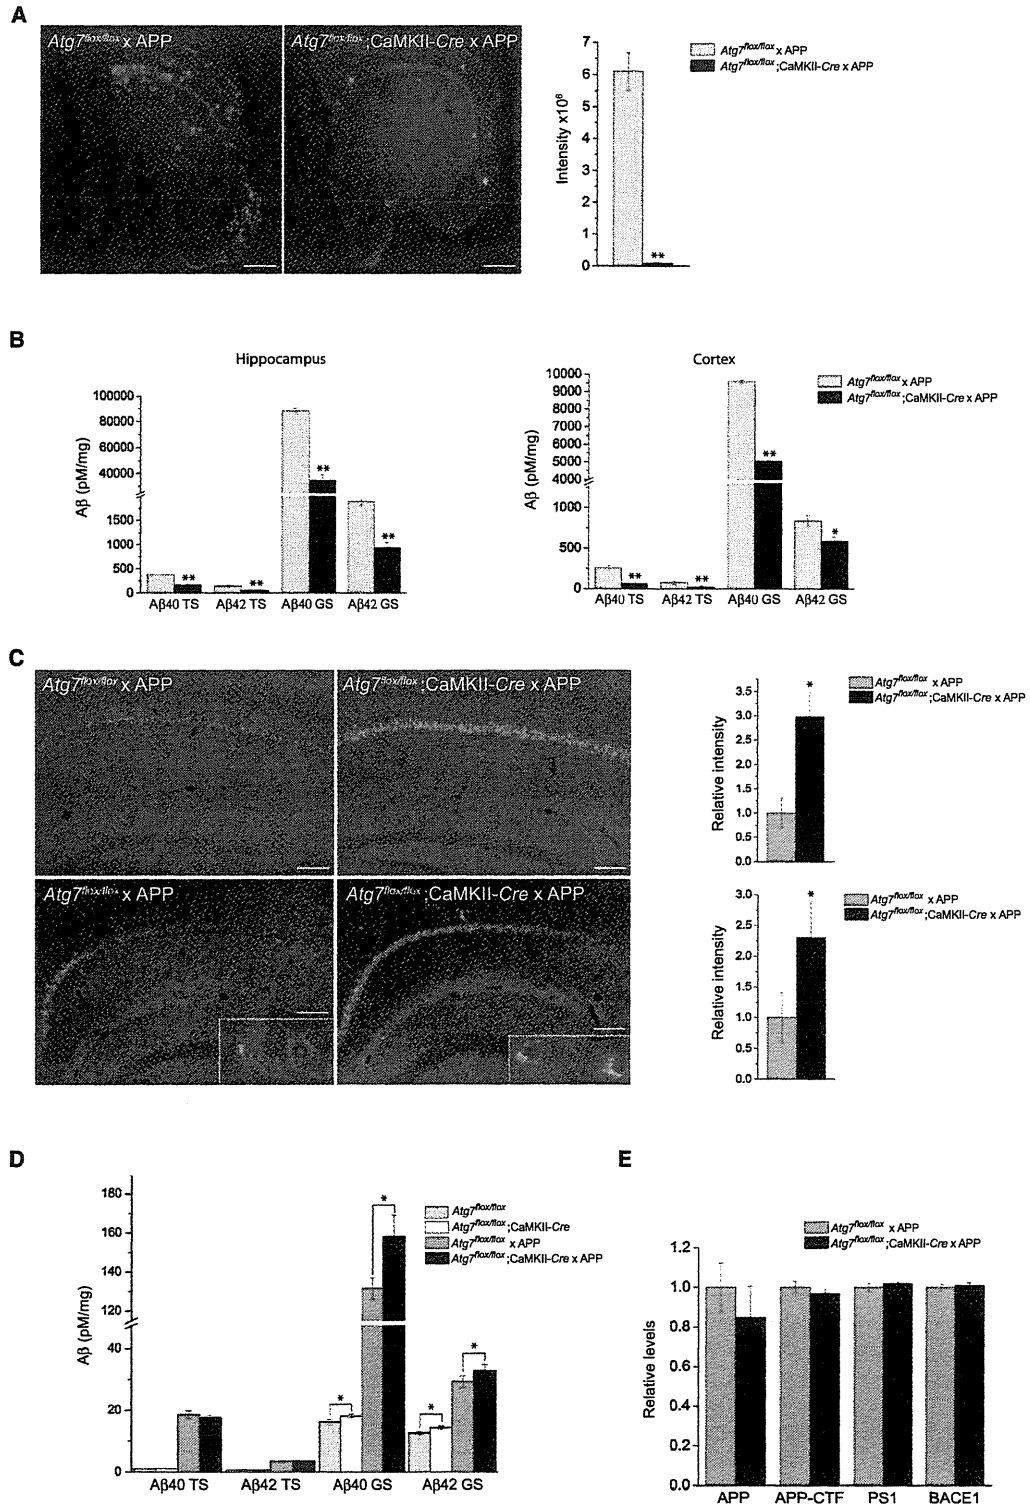 A
Atg7flox/flox x APP
Atg7flox/flox;CaMKII-Cre x APP
Intensity x10⁶
7
6
5
4
3
2
1
0
**
Atg7flox/flox x APP
Atg7flox/flox;CaMKII-Cre x APP
B
Hippocampus
Aβ (pM/mg)
100000
80000
60000
40000
1500
1000
500
0
**
**
**
**
Aβ40 TS Aβ42 TS Aβ40 GS Aβ42 GS
Cortex
Aβ (pM/mg)
10000
9000
8000
7000
6000
5000
4000
1000
500
0
**
**
**
*
Aβ40 TS Aβ42 TS Aβ40 GS Aβ42 GS
Atg7flox/flox x APP
Atg7flox/flox;CaMKII-Cre x APP
C
Atg7flox/flox x APP
Atg7flox/flox;CaMKII-Cre x APP
Relative intensity
3.5
3.0
2.5
2.0
1.5
1.0
0.5
0.0
*
Atg7flox/flox x APP
Atg7flox/flox;CaMKII-Cre x APP
Atg7flox/flox x APP
Atg7flox/flox;CaMKII-Cre x APP
Relative intensity
3.0
2.5
2.0
1.5
1.0
0.5
0.0
*
Atg7flox/flox x APP
Atg7flox/flox;CaMKII-Cre x APP
D
Aβ (pM/mg)
180
160
140
120
40
20
0
*
*
*
*
Aβ40 TS Aβ42 TS Aβ40 GS Aβ42 GS
Atg7flox/flox
Atg7flox/flox;CaMKII-Cre
Atg7flox/flox x APP
Atg7flox/flox;CaMKII-Cre x APP
E
Relative levels
1.2
1.0
0.8
0.6
0.4
0.2
0.0
APP APP-CTF PS1 BACE1
Atg7flox/flox x APP
Atg7flox/flox;CaMKII-Cre x APP